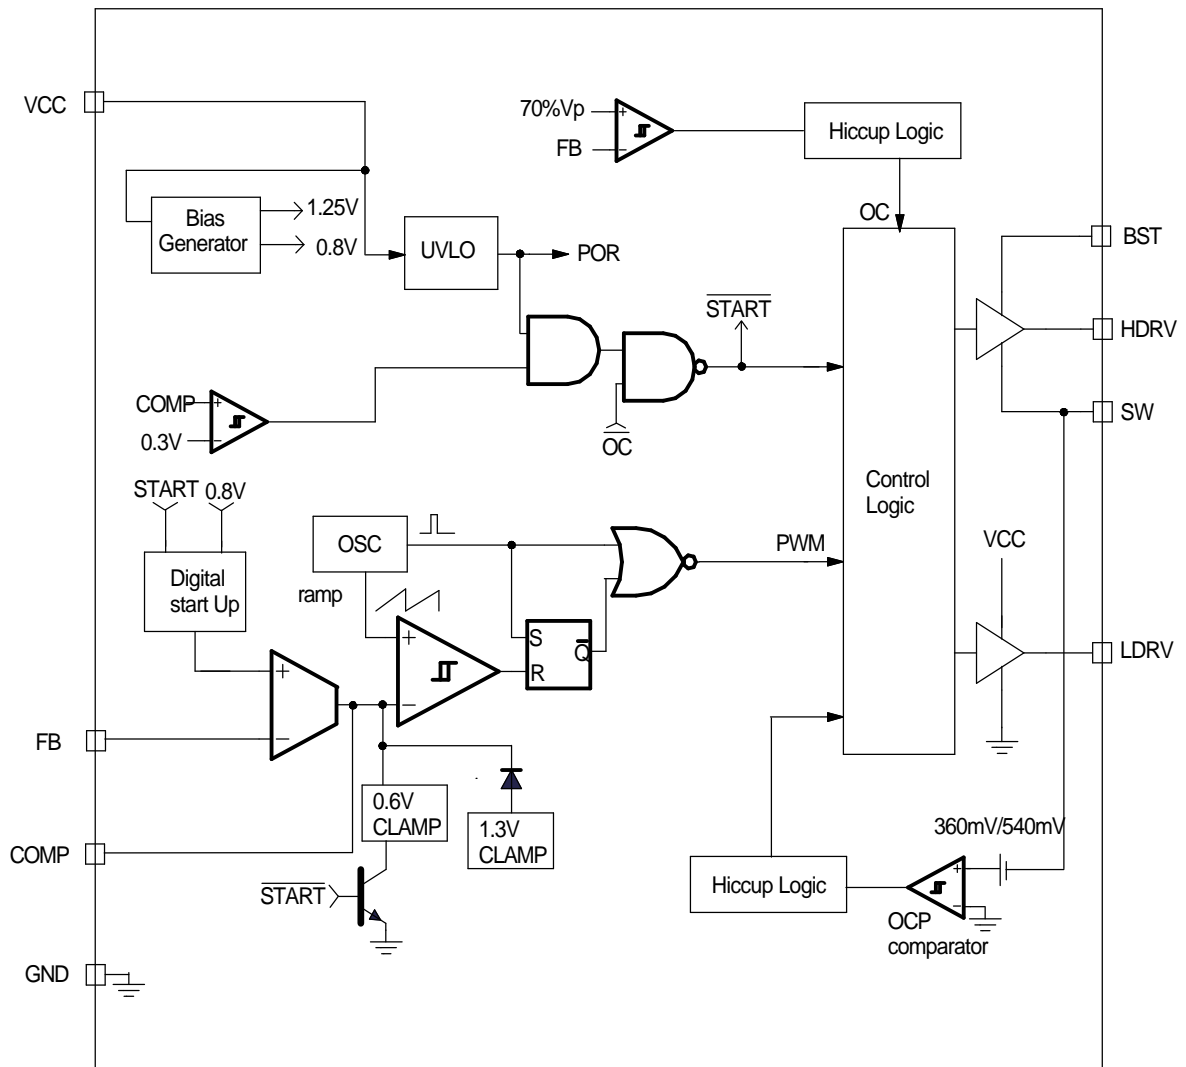 VCC
70%Vp
FB
Hiccup Logic
OC
Bias
Generator
1.25V
0.8V
UVLO
POR
BST
START
HDRV
COMP
+
0.3V
−
OC
SW
START
0.8V
Digital
start Up
OSC
ramp
PWM
Control
Logic
VCC
S
R
Q
+
−
+
−
LDRV
FB
0.6V
CLAMP
1.3V
CLAMP
COMP
START
360mV/540mV
Hiccup Logic
+
−
OCP
comparator
GND